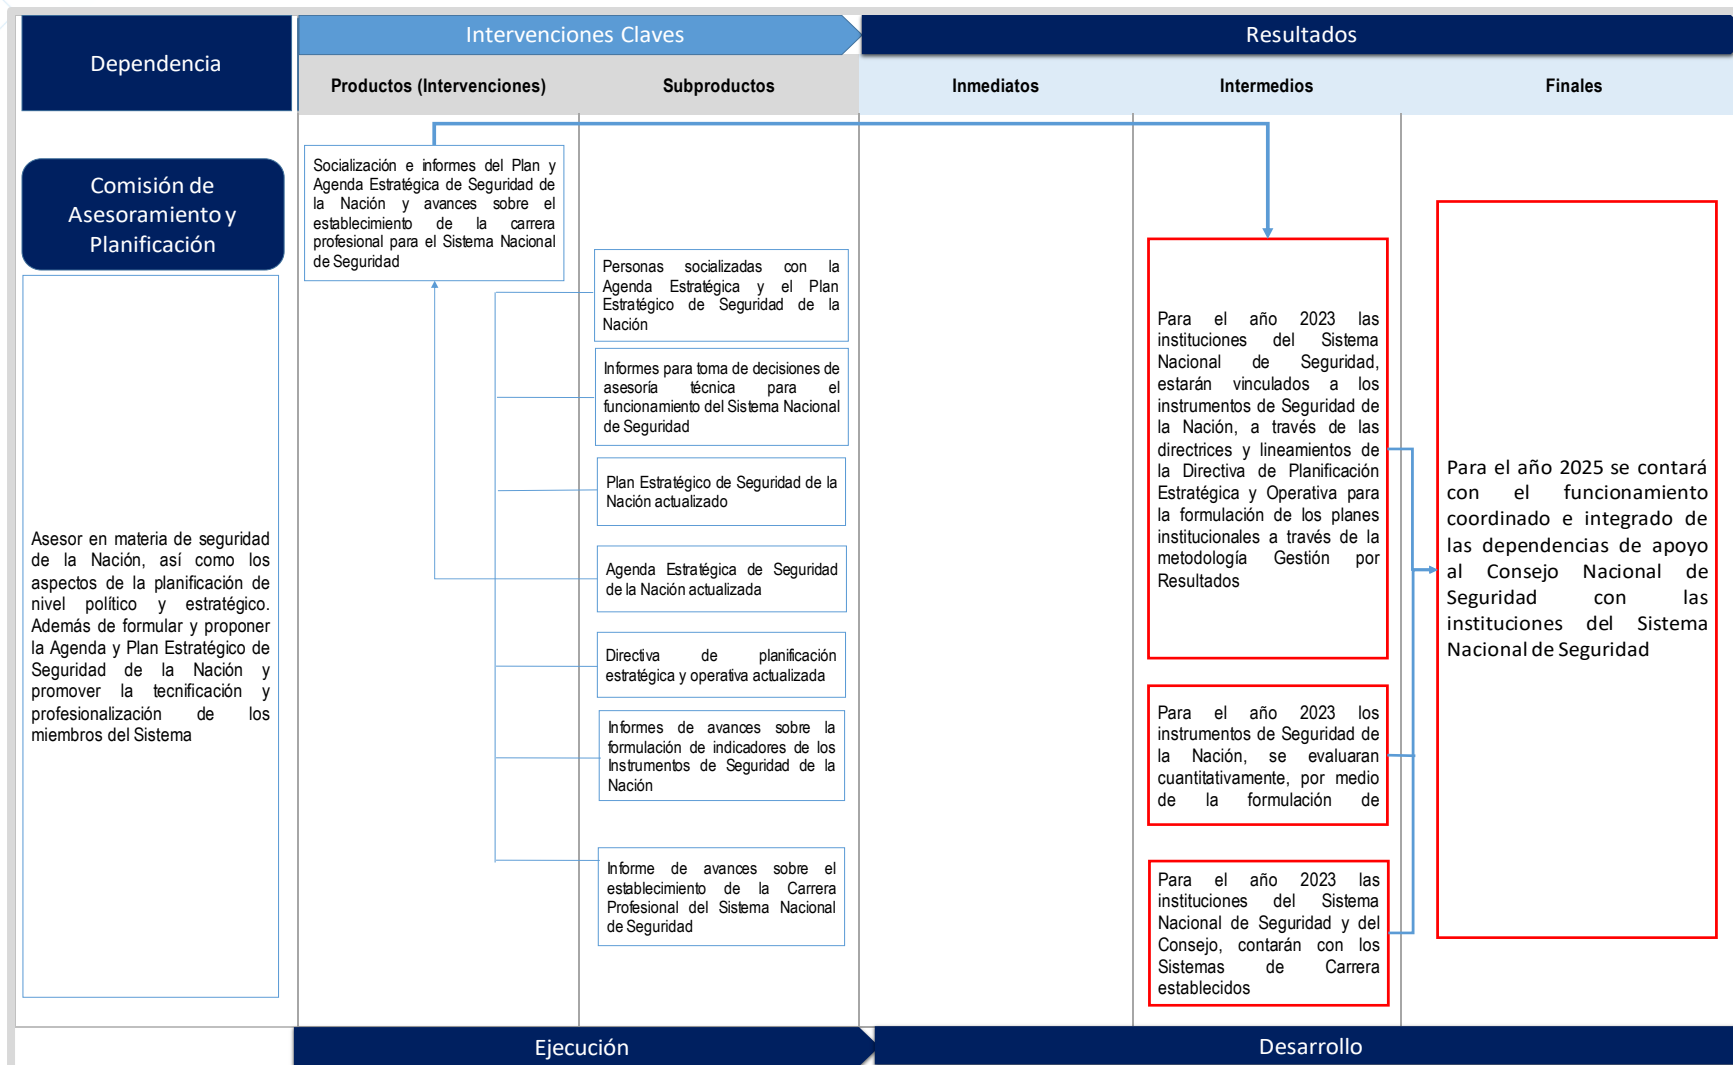 Dependencia
Intervenciones Claves
Resultados
Productos (Intervenciones)
Subproductos
Inmediatos
Intermedios
Finales
Comisión de
Asesoramiento y
Planificación
Asesor en materia de seguridad
de la Nación, así como los
aspectos de la planificación de
nivel político y estratégico.
Además de formular y proponer
la Agenda y Plan Estratégico de
Seguridad de la Nación y
promover la tecnificación y
profesionalización de los
miembros del Sistema
Socialización e informes del Plan y
Agenda Estratégica de Seguridad de
la Nación y avances sobre el
establecimiento de la carrera
profesional para el Sistema Nacional
de Seguridad
Personas socializadas con la
Agenda Estratégica y el Plan
Estratégico de Seguridad de la
Nación
Informes para toma de decisiones de
asesoría técnica para el
funcionamiento del Sistema Nacional
de Seguridad
Plan Estratégico de Seguridad de la
Nación actualizado
Agenda Estratégica de Seguridad
de la Nación actualizada
Directiva de planificación
estratégica y operativa actualizada
Informes de avances sobre la
formulación de indicadores de los
Instrumentos de Seguridad de la
Nación
Informe de avances sobre el
establecimiento de la Carrera
Profesional del Sistema Nacional
de Seguridad
Para el año 2023 las
instituciones del Sistema
Nacional de Seguridad,
estarán vinculados a los
instrumentos de Seguridad de
la Nación, a través de las
directrices y lineamientos de
la Directiva de Planificación
Estratégica y Operativa para
la formulación de los planes
institucionales a través de la
metodología Gestión por
Resultados
Para el año 2023 los
instrumentos de Seguridad de
la Nación, se evaluaran
cuantitativamente, por medio
de la formulación de
Para el año 2023 las
instituciones del Sistema
Nacional de Seguridad y del
Consejo, contarán con los
Sistemas de Carrera
establecidos
Para el año 2025 se contará
con el funcionamiento
coordinado e integrado de
las dependencias de apoyo
al Consejo Nacional de
Seguridad con las
instituciones del Sistema
Nacional de Seguridad
Ejecución
Desarrollo